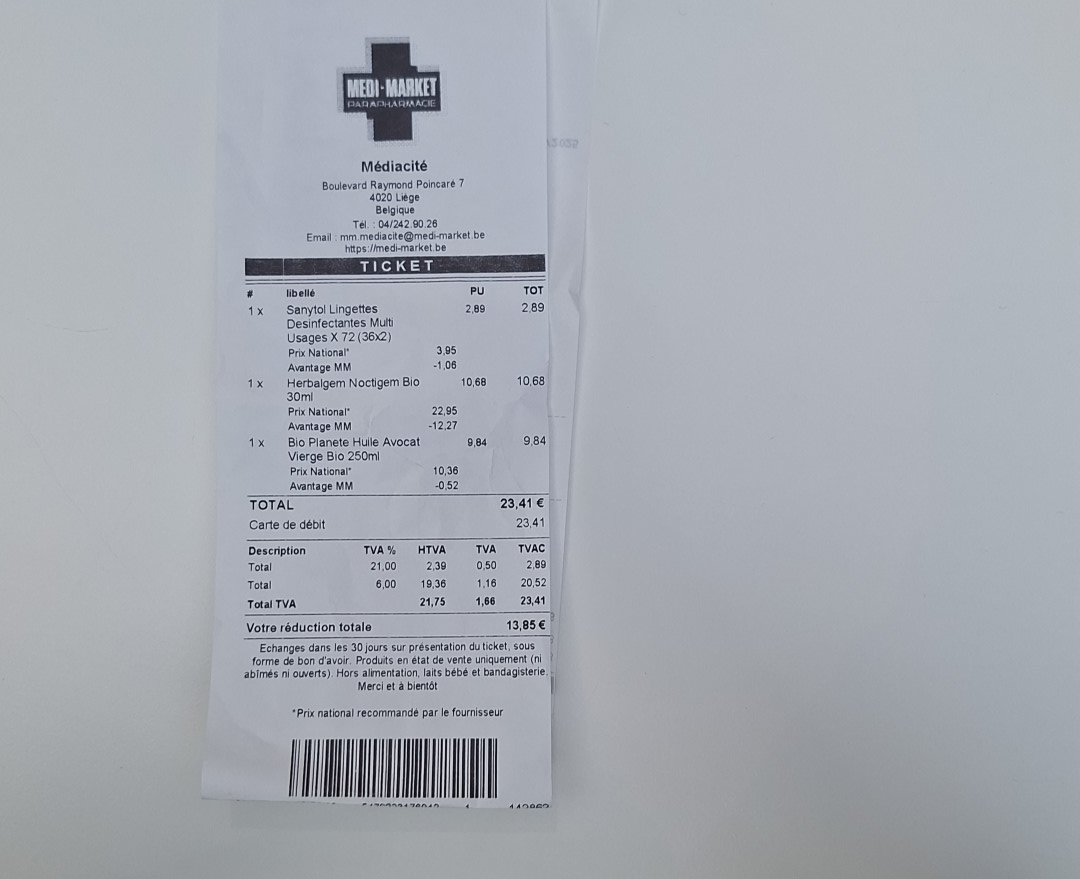 MEDI-MARKET
PARAPHARMACIE
Médiacité
Boulevard Raymond Poincaré 7
4020 Liège
Belgique
Tél. : 04/242.90.26
Email : mm.mediacite@medi-market.be
https://medi-market.be
TICKET
# libellé PU TOT
1 x Sanytol Lingettes 2,89 2,89
Desinfectantes Multi
Usages X 72 (36x2)
Prix National* 3,95
Avantage MM -1,06
1 x Herbalgem Noctigem Bio 10,68 10,68
30ml
Prix National* 22,95
Avantage MM -12,27
1 x Bio Planete Huile Avocat 9,84 9,84
Vierge Bio 250ml
Prix National* 10,36
Avantage MM -0,52
TOTAL 23,41 €
Carte de débit 23,41
Description TVA % HTVA TVA TVAC
Total 21,00 2,39 0,50 2,89
Total 6,00 19,36 1,16 20,52
Total TVA 21,75 1,66 23,41
Votre réduction totale 13,85 €
Echanges dans les 30 jours sur présentation du ticket, sous
forme de bon d'avoir. Produits en état de vente uniquement (ni
abîmés ni ouverts). Hors alimentation, laits bébé et bandagisterie.
Merci et à bientôt
*Prix national recommandé par le fournisseur